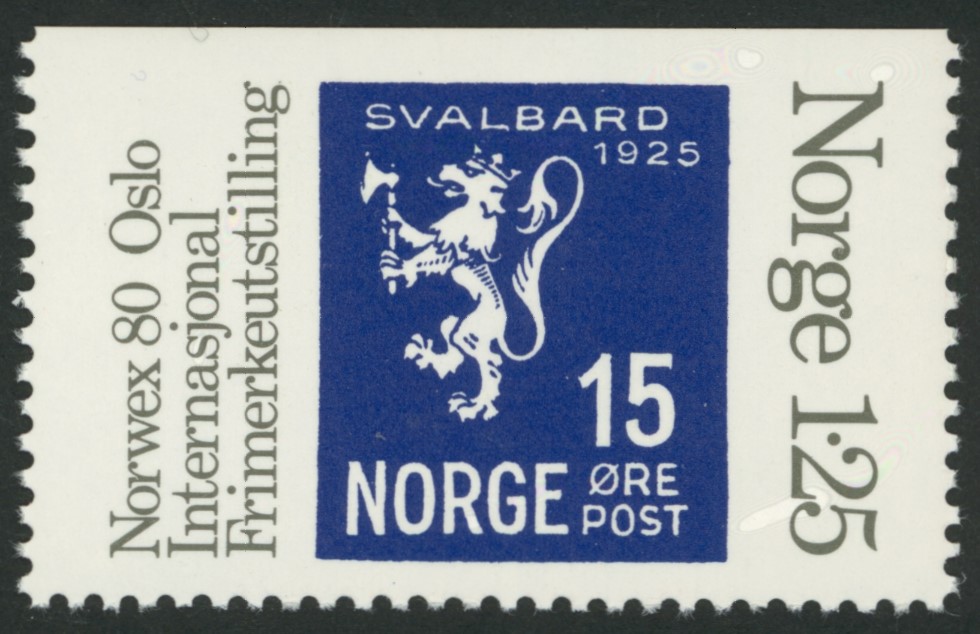 Norwex 80 Oslo
Internasjonal
Frimerkeutstilling
SVALBARD
1925
15
NORGE
ØRE
POST
Norge 1.25